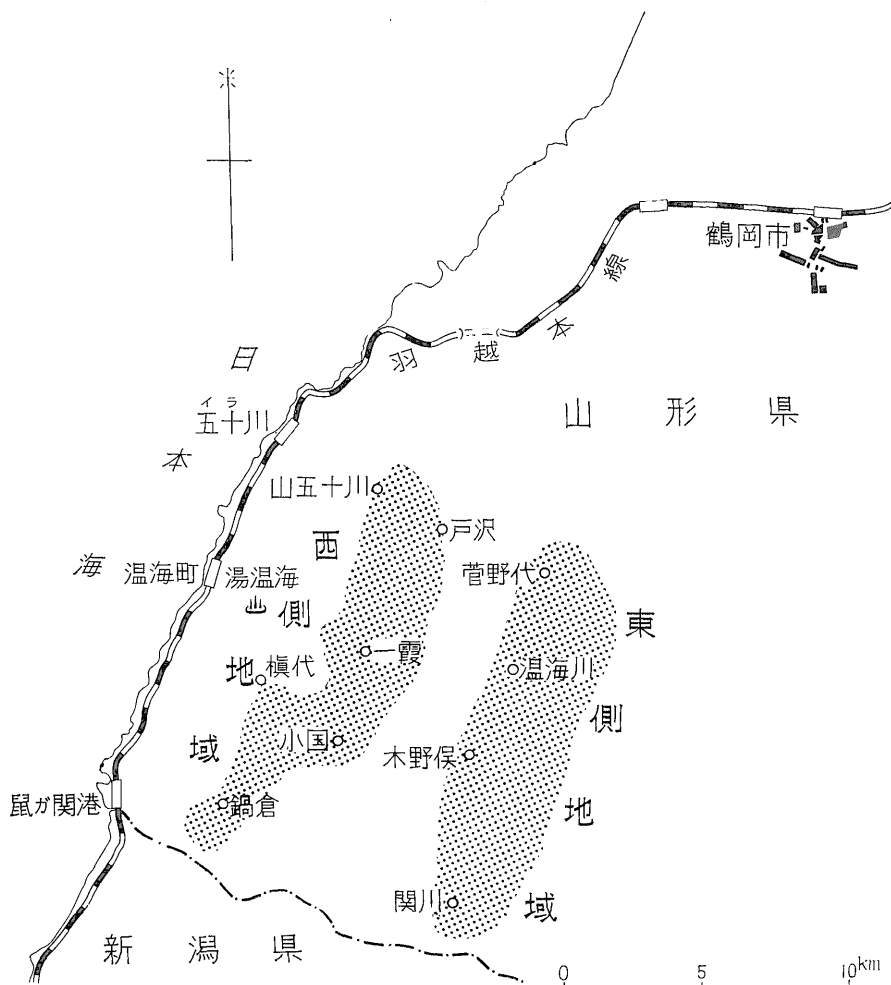 鶴岡市
羽越本線
日本海
イラ
五十川
山形県
山五十川
戸沢
西側地域
菅野代
温海町
湯温海
東側地域
一霞
温海川
槇代
小国
木野俣
鼠ガ関港
鍋倉
関川
新潟県
0 5 10km